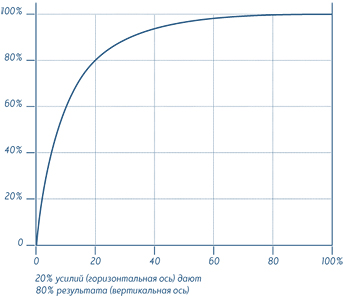 100%
80%
60%
40%
20%
0
0 20 40 60 80 100%
20% усилий (горизонтальная ось) дают
80% результата (вертикальная ось)